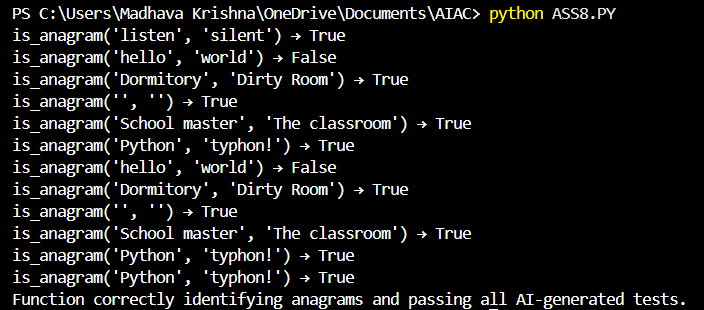 PS C:\Users\Madhava Krishna\OneDrive\Documents\AIAC> python ASS8.PY
is_anagram('listen', 'silent') → True
is_anagram('hello', 'world') → False
is_anagram('Dormitory', 'Dirty Room') → True
is_anagram('', '') → True
is_anagram('School master', 'The classroom') → True
is_anagram('Python', 'typhon!') → True
is_anagram('hello', 'world') → False
is_anagram('Dormitory', 'Dirty Room') → True
is_anagram('', '') → True
is_anagram('School master', 'The classroom') → True
is_anagram('Python', 'typhon!') → True
is_anagram('Python', 'typhon!') → True
Function correctly identifying anagrams and passing all AI-generated tests.